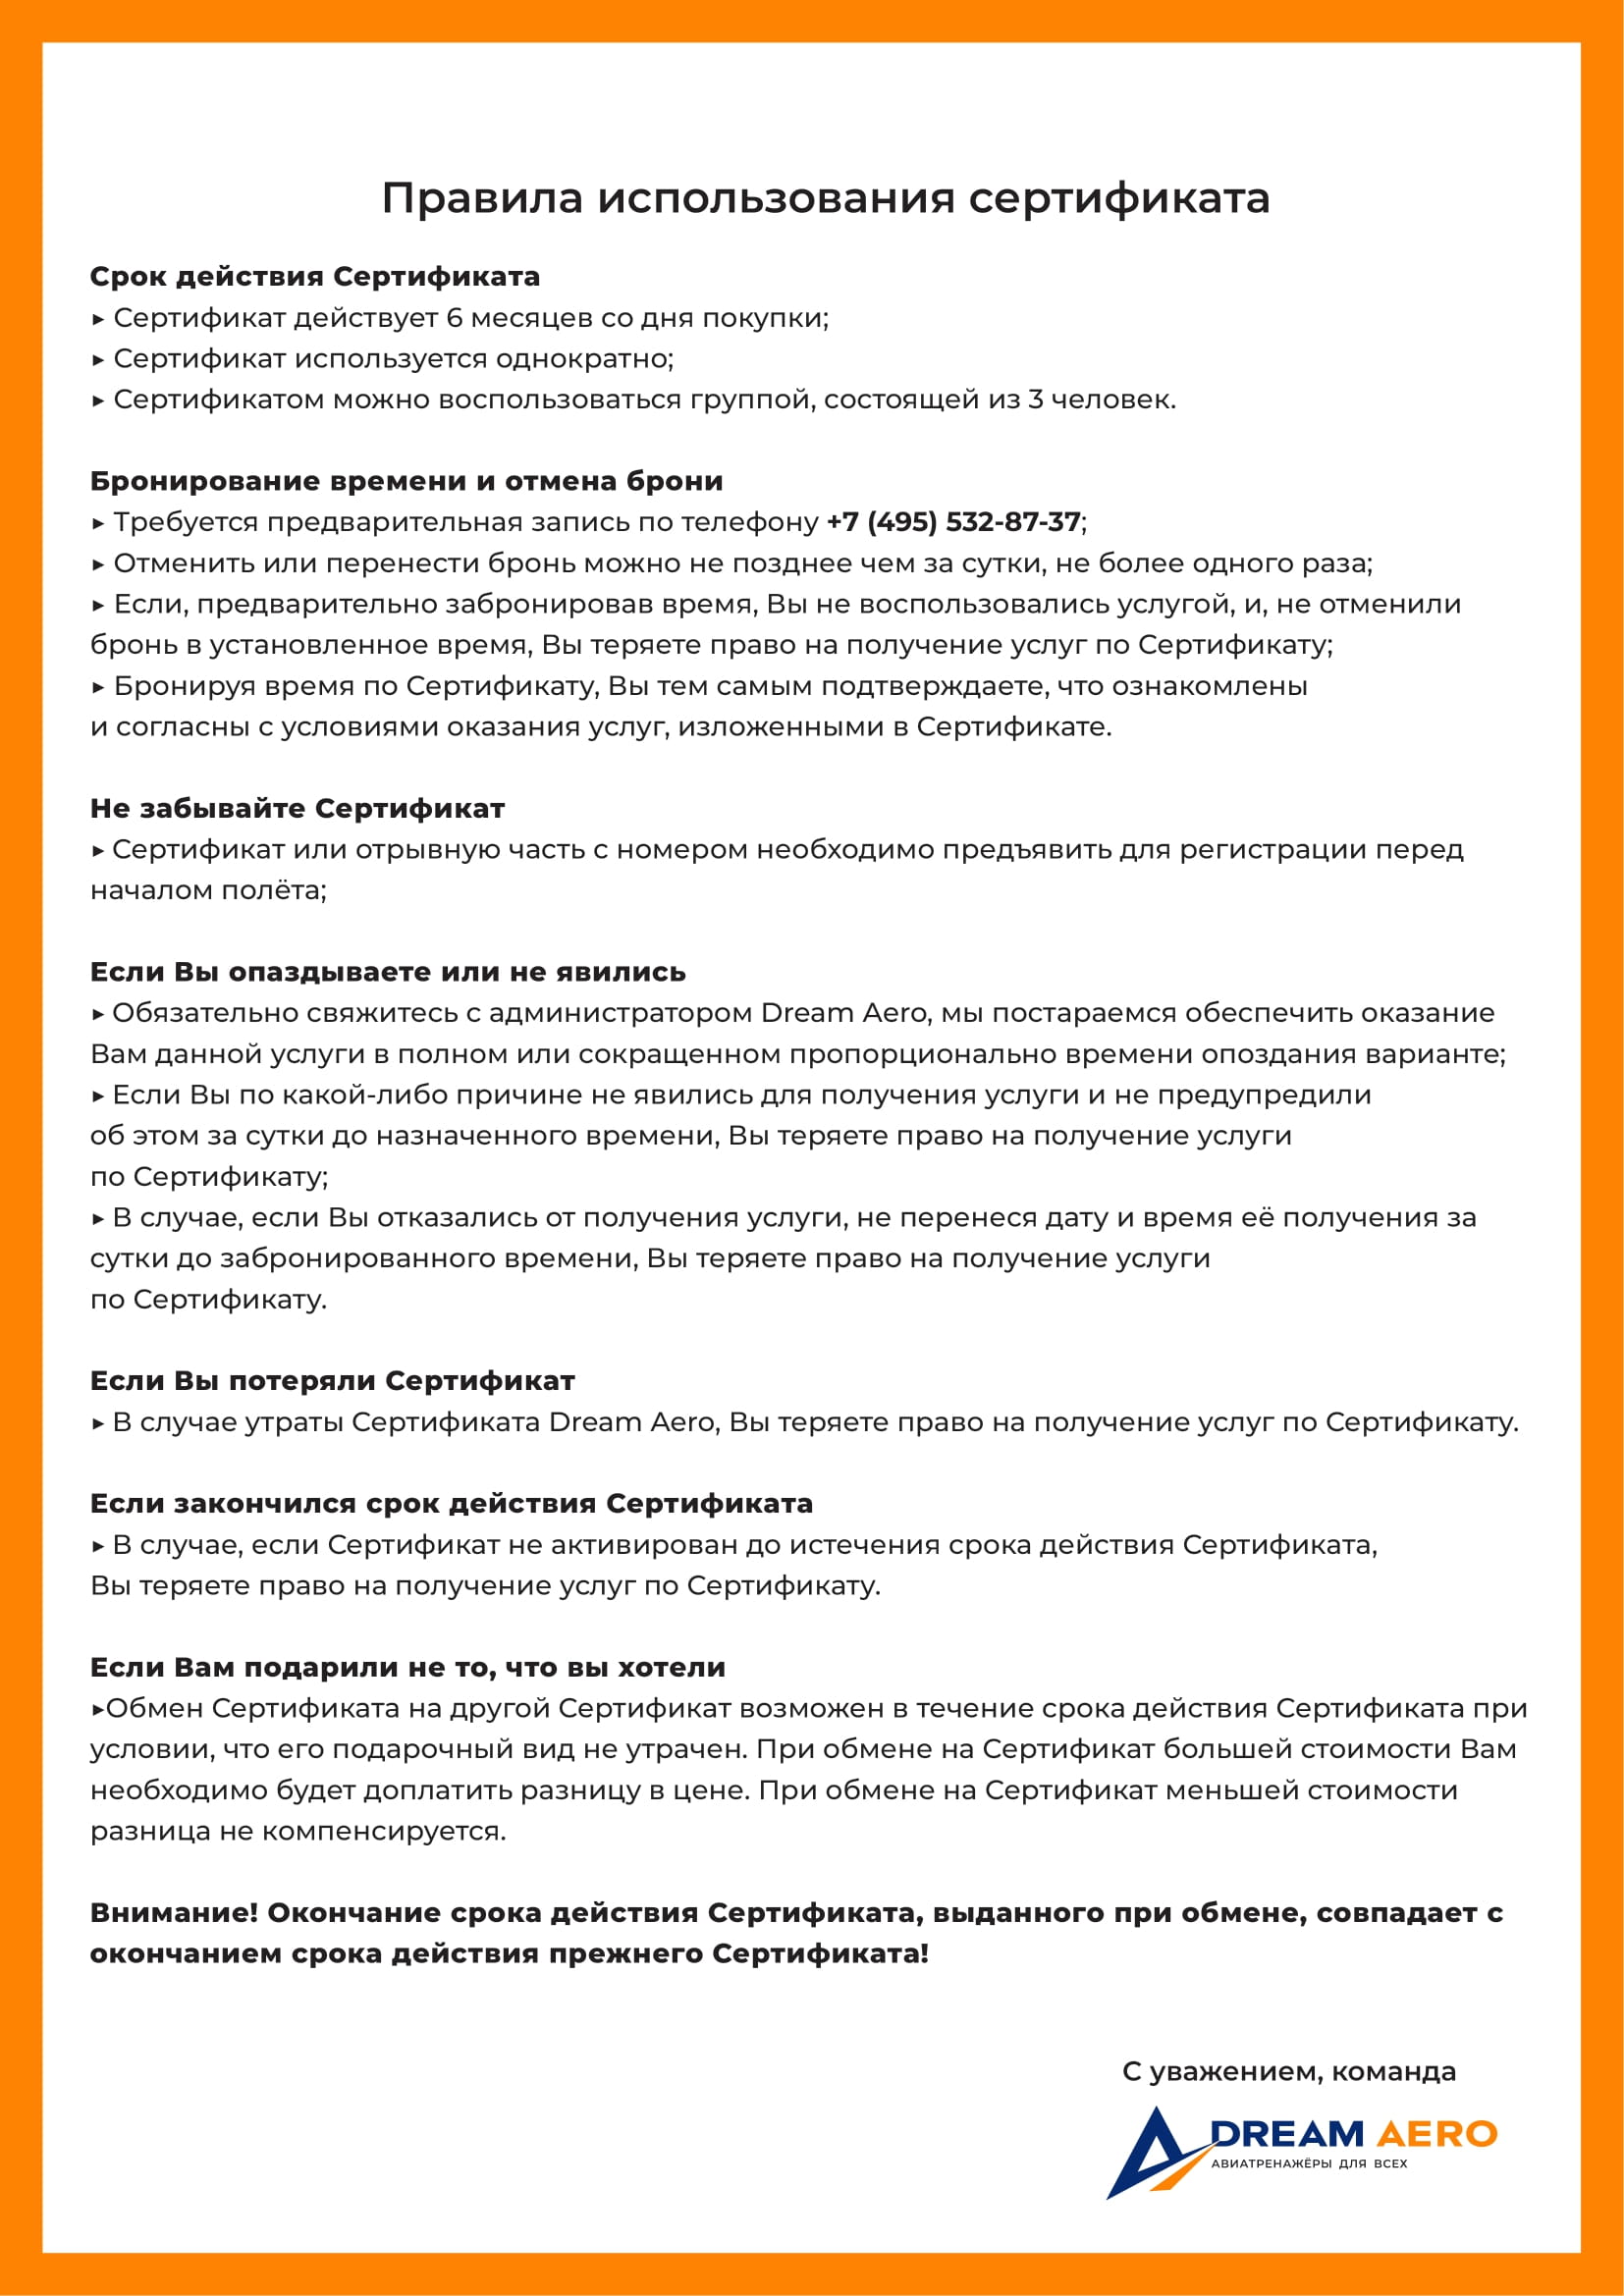 Правила использования сертификата
Срок действия Сертификата
▸ Сертификат действует 6 месяцев со дня покупки;
▸ Сертификат используется однократно;
▸ Сертификатом можно воспользоваться группой, состоящей из 3 человек.
Бронирование времени и отмена брони
▸ Требуется предварительная запись по телефону +7 (495) 532-87-37;
▸ Отменить или перенести бронь можно не позднее чем за сутки, не более одного раза;
▸ Если, предварительно забронировав время, Вы не воспользовались услугой, и, не отменили
бронь в установленное время, Вы теряете право на получение услуг по Сертификату;
▸ Бронируя время по Сертификату, Вы тем самым подтверждаете, что ознакомлены
и согласны с условиями оказания услуг, изложенными в Сертификате.
Не забывайте Сертификат
▸ Сертификат или отрывную часть с номером необходимо предъявить для регистрации перед
началом полёта;
Если Вы опаздываете или не явились
▸ Обязательно свяжитесь с администратором Dream Aero, мы постараемся обеспечить оказание
Вам данной услуги в полном или сокращенном пропорционально времени опоздания варианте;
▸ Если Вы по какой-либо причине не явились для получения услуги и не предупредили
об этом за сутки до назначенного времени, Вы теряете право на получение услуги
по Сертификату;
▸ В случае, если Вы отказались от получения услуги, не перенеся дату и время её получения за
сутки до забронированного времени, Вы теряете право на получение услуги
по Сертификату.
Если Вы потеряли Сертификат
▸ В случае утраты Сертификата Dream Aero, Вы теряете право на получение услуг по Сертификату.
Если закончился срок действия Сертификата
▸ В случае, если Сертификат не активирован до истечения срока действия Сертификата,
Вы теряете право на получение услуг по Сертификату.
Если Вам подарили не то, что вы хотели
▸Обмен Сертификата на другой Сертификат возможен в течение срока действия Сертификата при
условии, что его подарочный вид не утрачен. При обмене на Сертификат большей стоимости Вам
необходимо будет доплатить разницу в цене. При обмене на Сертификат меньшей стоимости
разница не компенсируется.
Внимание! Окончание срока действия Сертификата, выданного при обмене, совпадает с
окончанием срока действия прежнего Сертификата!
С уважением, команда
DREAM AERO
АВИАТРЕНАЖЁРЫ ДЛЯ ВСЕХ